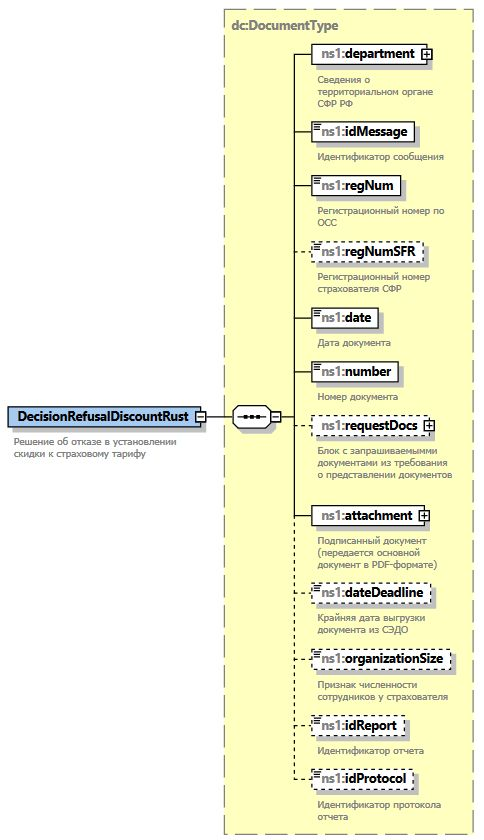 dc:DocumentType
ns1:department
Сведения о
территориальном органе
СФР РФ
ns1:idMessage
Идентификатор сообщения
ns1:regNum
Регистрационный номер по
ОСС
ns1:regNumSFR
Регистрационный номер
страхователя СФР
ns1:date
Дата документа
ns1:number
Номер документа
DecisionRefusalDiscountRust
Решение об отказе в установлении
скидки к страховому тарифу
ns1:requestDocs
Блок с запрашиваемыми
документами из требования
о представлении документов
ns1:attachment
Подписанный документ
(передается основной
документ в PDF-формате)
ns1:dateDeadline
Крайняя дата выгрузки
документа из СЭДО
ns1:organizationSize
Признак численности
сотрудников у страхователя
ns1:idReport
Идентификатор отчета
ns1:idProtocol
Идентификатор протокола
отчета